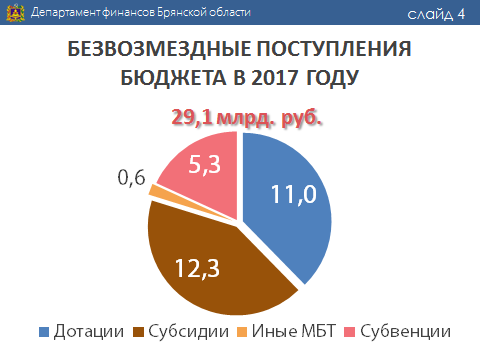 Департамент финансов Брянской области
слайд 4
БЕЗВОЗМЕЗДНЫЕ ПОСТУПЛЕНИЯ
БЮДЖЕТА В 2017 ГОДУ
29,1 млрд. руб.
5,3
0,6
11,0
12,3
Дотации Субсидии Иные МБТ Субвенции